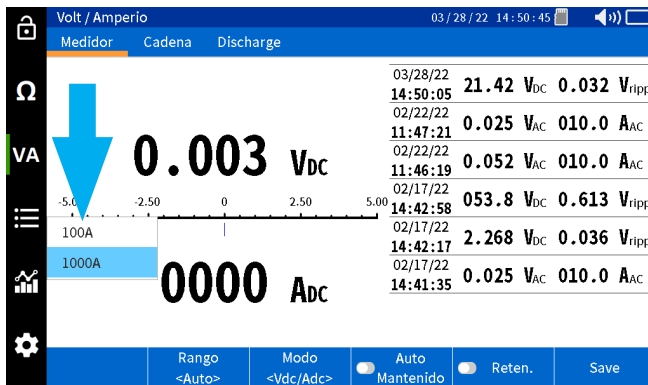 Volt / Amperio 03/28/22 14:50:45
Medidor Cadena Discharge
Ω
VA
0.003 VDC
-5.0 -2.50 0 2.50 5.00
100A
1000A
0000 ADC
03/28/22
14:50:05 21.42 VDC 0.032 Vripp
02/22/22
11:47:21 0.025 VAC 010.0 AAC
02/22/22
11:46:19 0.052 VAC 010.0 AAC
02/17/22
14:42:58 053.8 VDC 0.613 Vripp
02/17/22
14:42:17 2.268 VDC 0.036 Vripp
02/17/22
14:41:35 0.025 VAC 010.0 AAC
Rango
<Auto>
Modo
<Vdc/Adc>
Auto
Mantenido
Reten.
Save